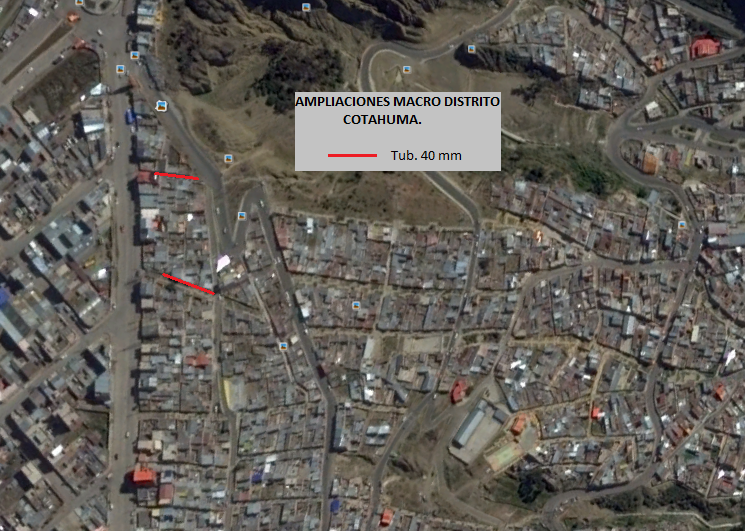 AMPLIACIONES MACRO DISTRITO
COTAHUMA.
Tub. 40 mm